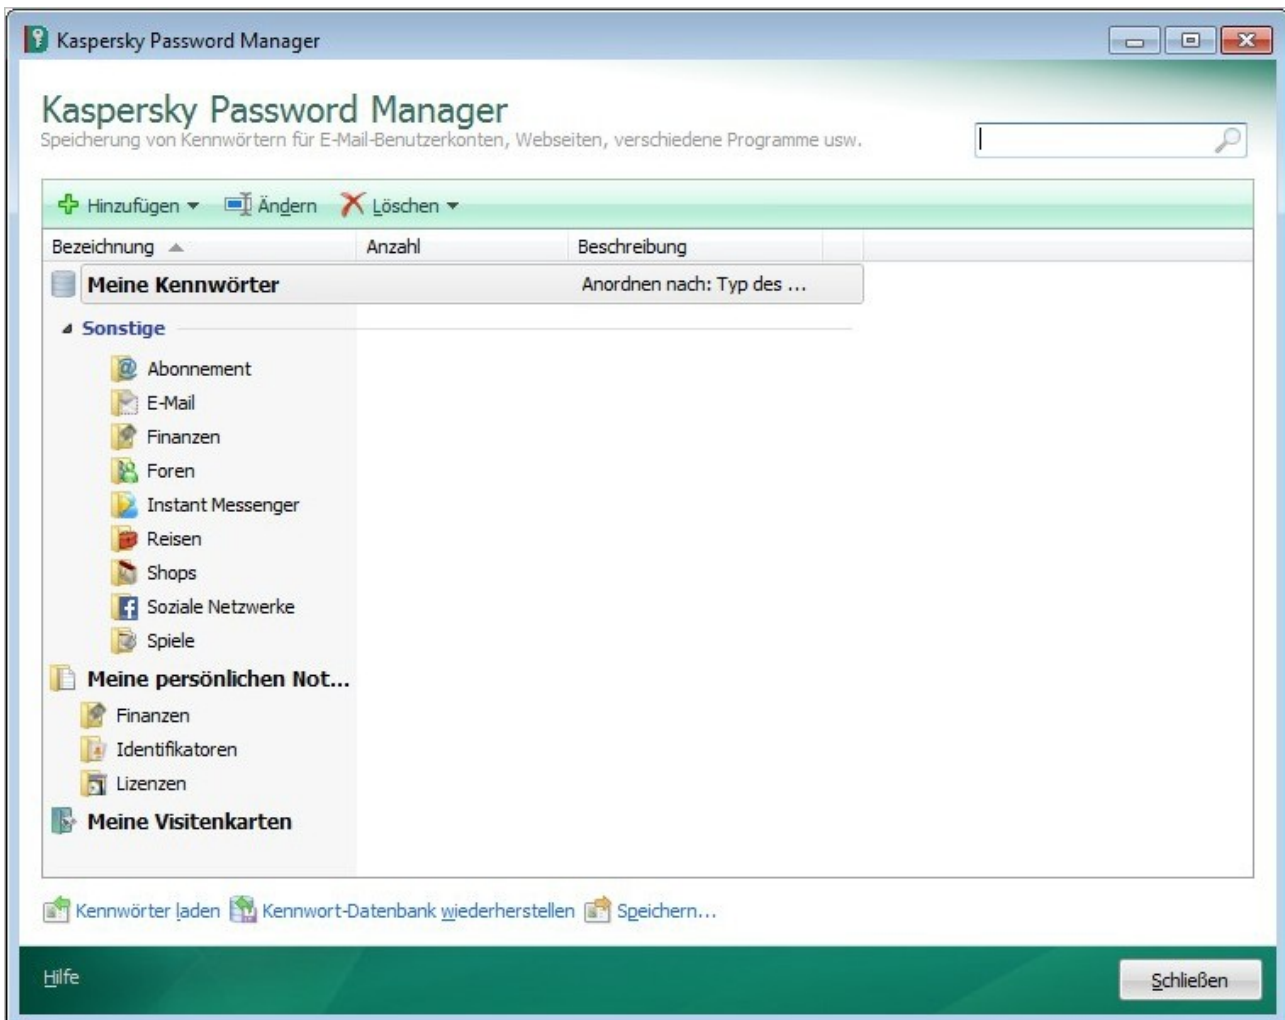 Kaspersky Password Manager
Kaspersky Password Manager
Speicherung von Kennwörtern für E-Mail-Benutzerkonten, Webseiten, verschiedene Programme usw.
Hinzufügen Ändern Löschen
Bezeichnung Anzahl Beschreibung
Meine Kennwörter Anordnen nach: Typ des ...
Sonstige
Abonnement
E-Mail
Finanzen
Foren
Instant Messenger
Reisen
Shops
Soziale Netzwerke
Spiele
Meine persönlichen Not...
Finanzen
Identifikatoren
Lizenzen
Meine Visitenkarten
Kennwörter laden Kennwort-Datenbank wiederherstellen Speichern...
Hilfe Schließen